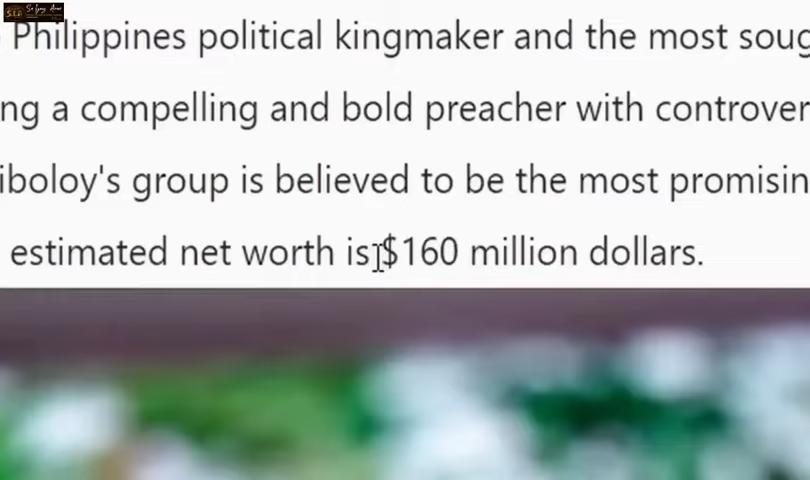 Philippines political kingmaker and the most soug
ng a compelling and bold preacher with controver
iboloy's group is believed to be the most promisin
estimated net worth is $160 million dollars.